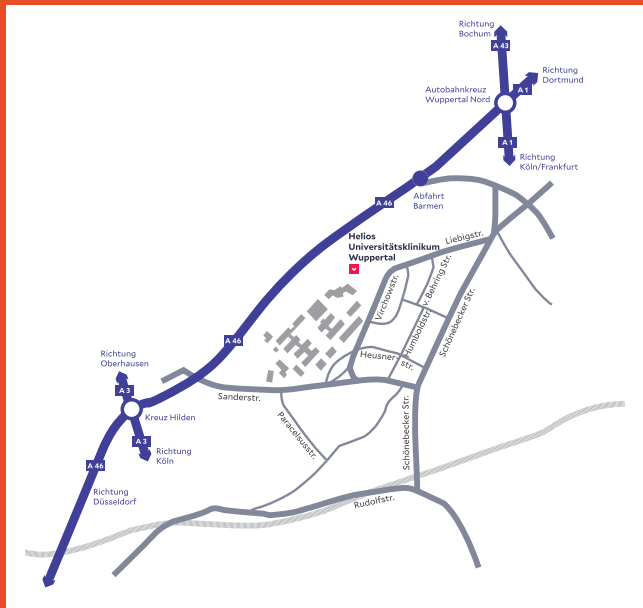 Richtung
Bochum
A 43
Richtung
Dortmund
A 1
Autobahnkreuz
Wuppertal Nord
A 1
Richtung
Köln/Frankfurt
Abfahrt
Barmen
A 46
Helios
Universitätsklinikum
Wuppertal
Liebigstr.
Virchowstr.
v. Behring Str.
Humboldtstr.
Schönebecker Str.
Heusner-
str.
A 46
Richtung
Oberhausen
A 3
Kreuz Hilden
Sanderstr.
Paracelsusstr.
Schönebecker Str.
A 3
Richtung
Köln
A 46
Richtung
Düsseldorf
Rudolfstr.